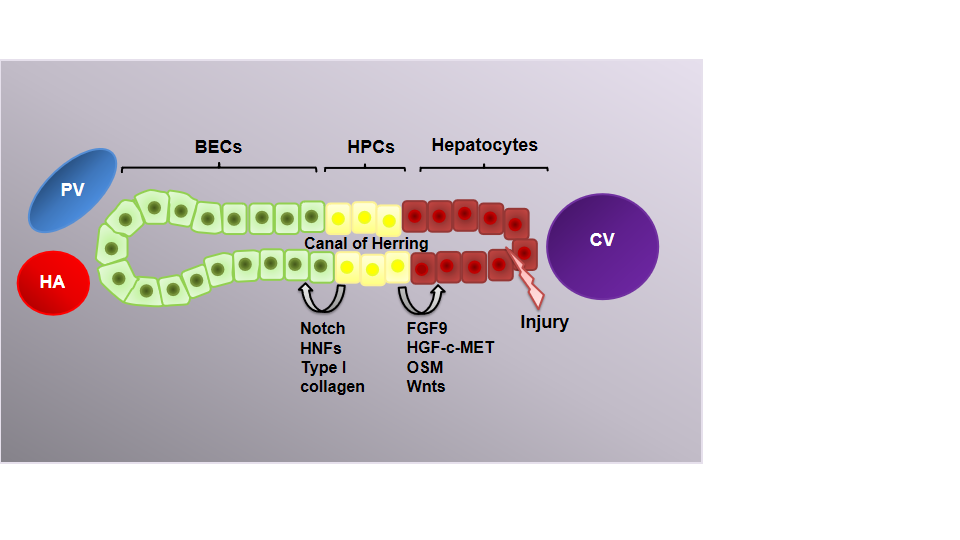 BECs
HPCs
Hepatocytes
PV
HA
Canal of Herring
CV
Injury
Notch
HNFs
Type I
collagen
FGF9
HGF-c-MET
OSM
Wnts